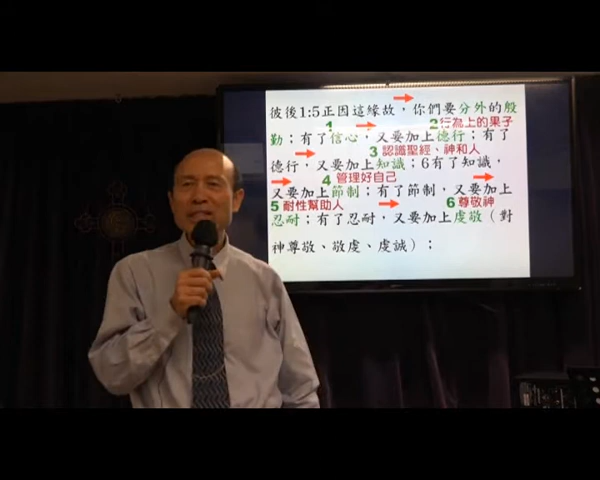 彼後1:5正因這緣故，你們要分外的殷
1 2行為上的果子
勤；有了信心，又要加上德行；有了
3 認識聖經、神和人
德行，又要加上知識；6有了知識，
4 管理好自己
又要加上節制；有了節制，又要加上
5 耐性幫助人 6 尊敬神
忍耐；有了忍耐，又要加上虔敬（對
神尊敬、敬虔、虔誠）；